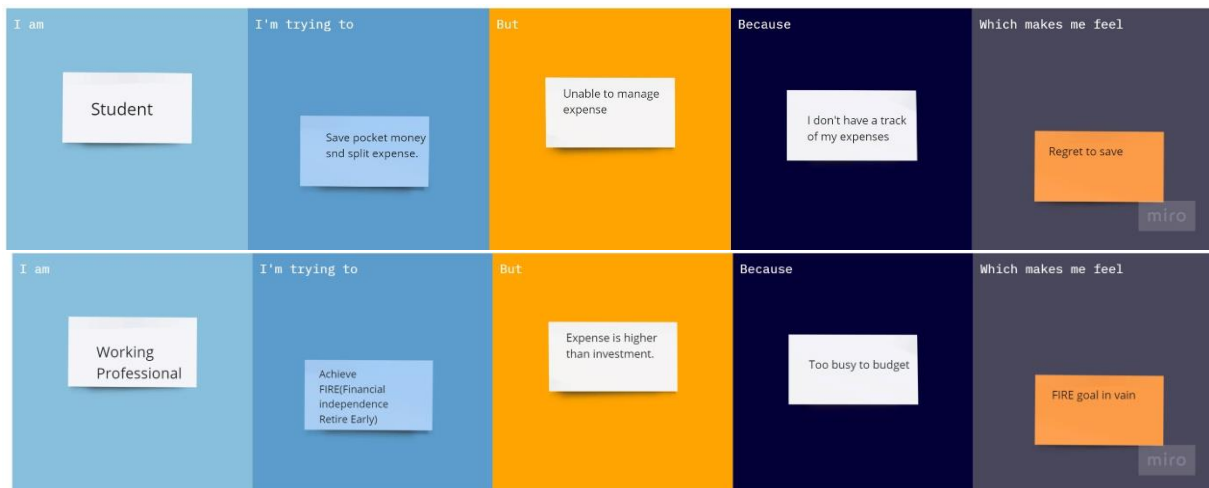 I am
I'm trying to
But
Because
Which makes me feel
Student
Save pocket money
snd split expense.
Unable to manage
expense
I don't have a track
of my expenses
Regret to save
miro
I am
I'm trying to
But
Because
Which makes me feel
Working
Professional
Achieve
FIRE(Financial
independence
Retire Early)
Expense is higher
than investment.
Too busy to budget
FIRE goal in vain
miro